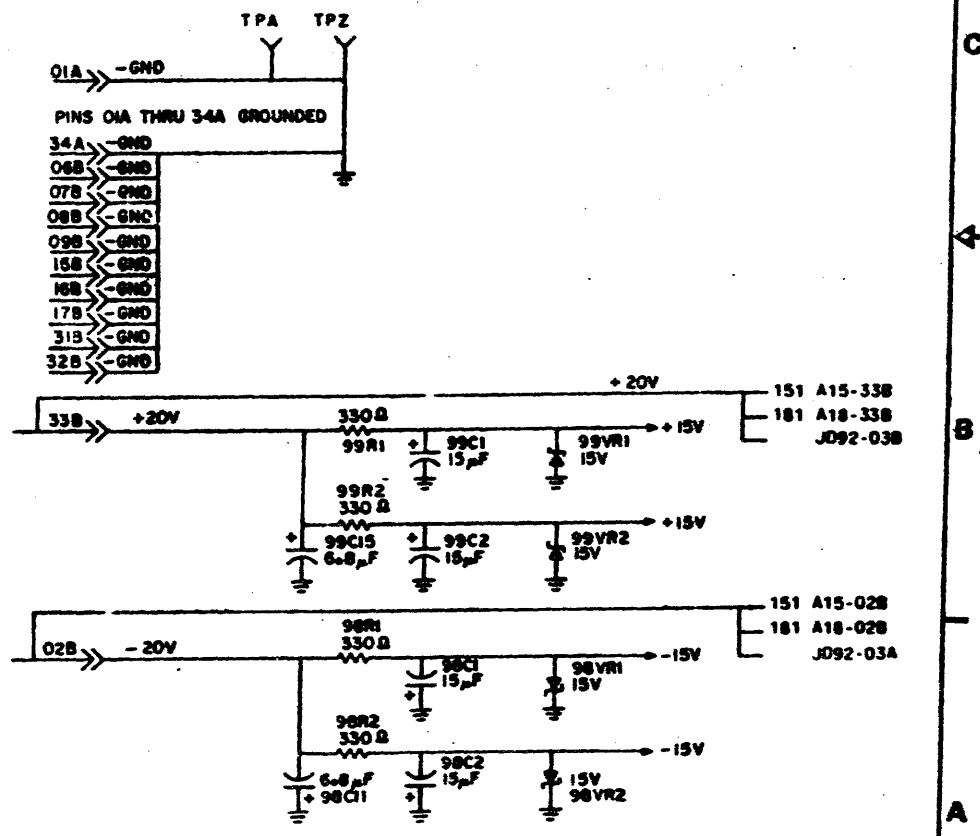 TPA TPZ
C
01A -GND
PINS 01A THRU 34A GROUNDED
34A -GND
06B -GND
07B -GND
08B -GND
09B -GND
15B -GND
16B -GND
17B -GND
31B -GND
32B -GND
+20V
151 A15-33B
181 A18-33B
J092-03B
B
33B +20V
330Ω
99R1
+
99C1
15µF
99VR1
15V
+15V
99R2
330Ω
+
99C15
6.8µF
+
99C2
15µF
99VR2
15V
+15V
151 A15-02B
181 A18-02B
J092-03A
02B -20V
98R1
330Ω
98C1
15µF
+
98VR1
15V
-15V
98R2
330Ω
6.8µF
+ 98C11
98C2
15µF
+
15V
98VR2
-15V
A